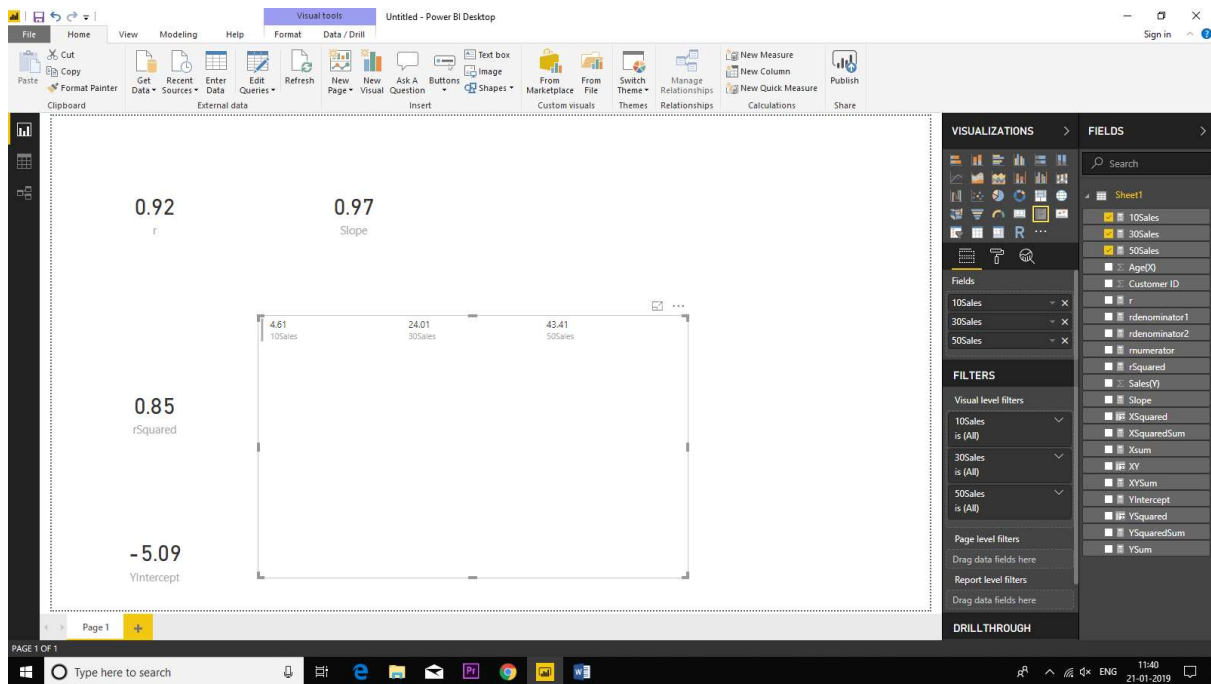 Visual tools
Untitled - Power BI Desktop
File
Home
View
Modeling
Help
Format
Data / Drill
Sign in
Paste
Cut
Copy
Format Painter
Clipboard
Get Data
Recent Sources
Enter Data
Edit Queries
External data
Refresh
New Page
New Visual
Ask A Question
Buttons
Text box
Image
Shapes
Insert
From Marketplace
From File
Custom visuals
Switch Theme
Themes
Manage Relationships
Relationships
New Measure
New Column
New Quick Measure
Calculations
Publish
Share
0.92
r
0.97
Slope
4.61
10Sales
24.01
30Sales
43.41
50Sales
0.85
rSquared
-5.09
YIntercept
VISUALIZATIONS
R
Fields
10Sales
30Sales
50Sales
FILTERS
Visual level filters
10Sales
is (All)
30Sales
is (All)
50Sales
is (All)
Page level filters
Drag data fields here
Report level filters
Drag data fields here
DRILLTHROUGH
FIELDS
Search
Sheet1
10Sales
30Sales
50Sales
Age(X)
Customer ID
r
rdenominator1
rdenominator2
rnumerator
rSquared
Sales(Y)
Slope
XSquared
XSquaredSum
Xsum
XY
XYSum
YIntercept
YSquared
YSquaredSum
YSum
Page 1
PAGE 1 OF 1
Type here to search
Pr
ENG
11:40
21-01-2019